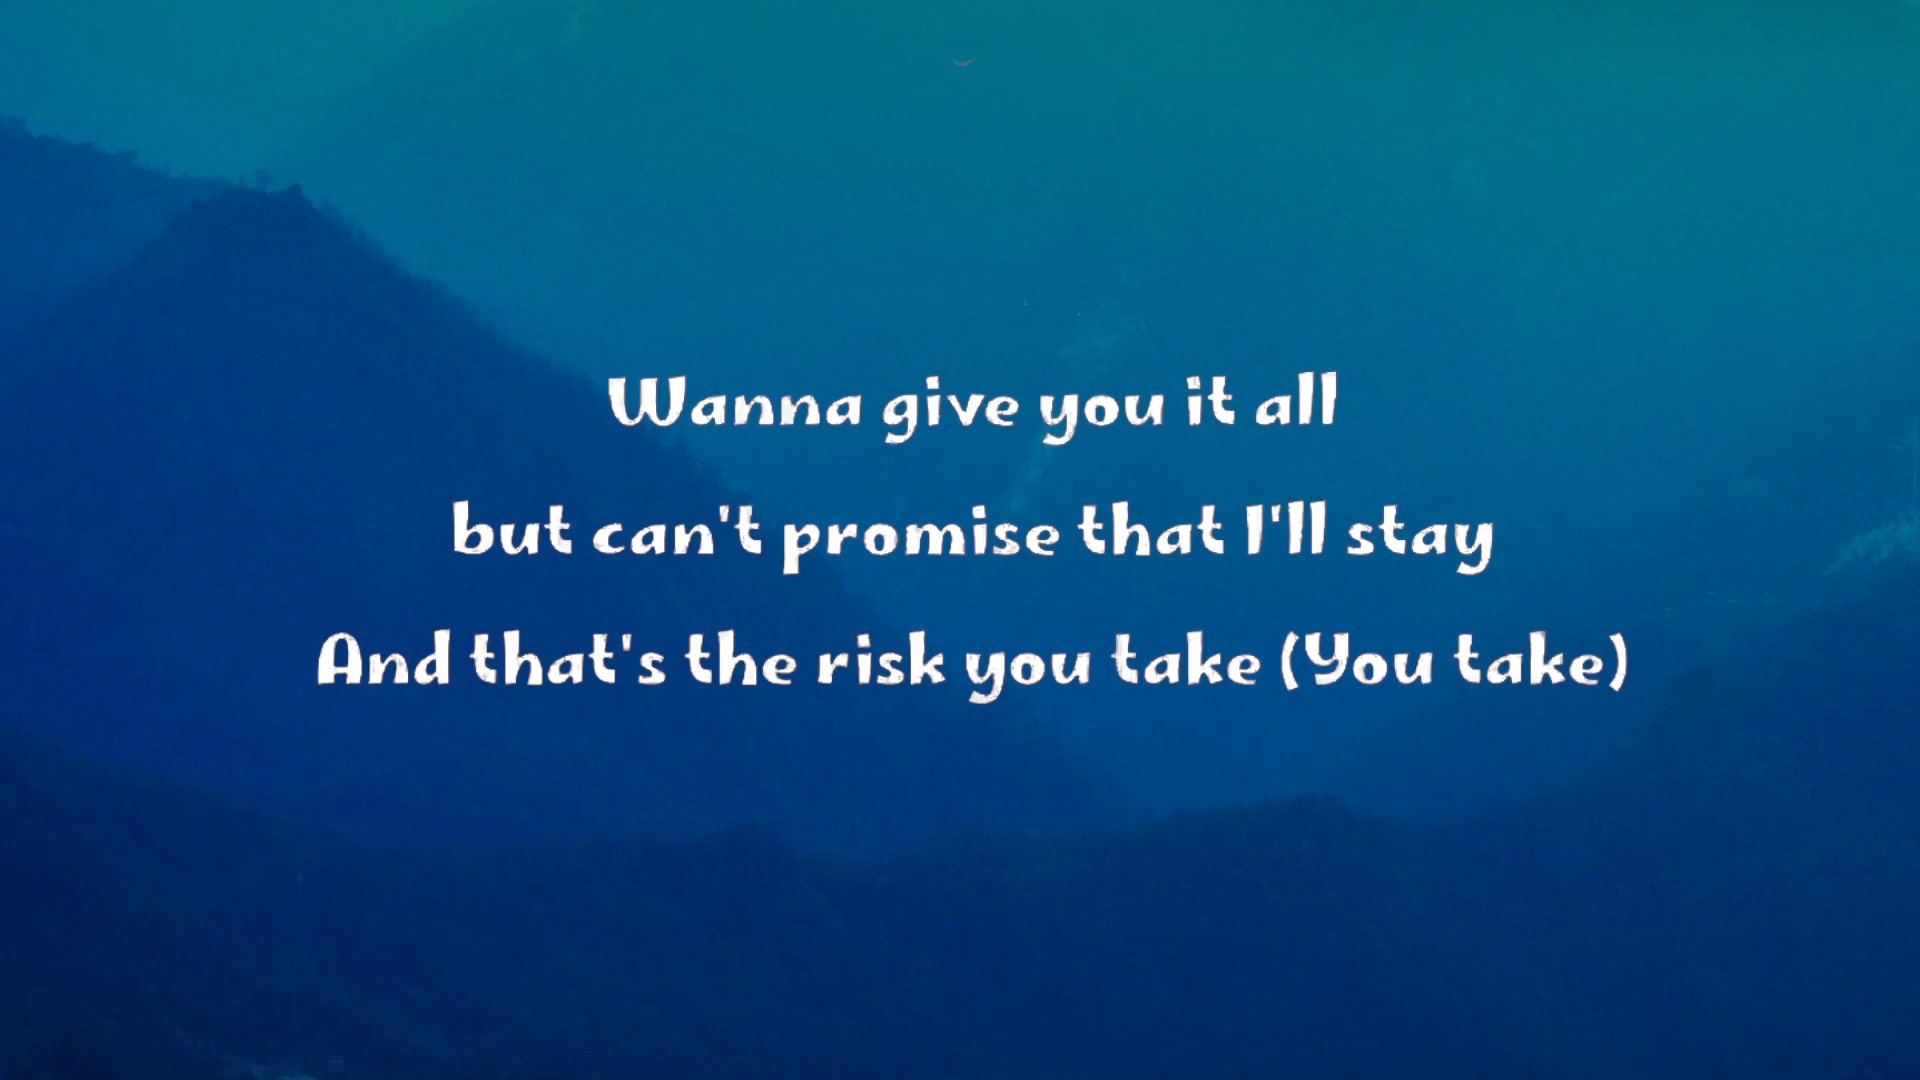 Wanna give you it all
but can't promise that I'll stay
And that's the risk you take (You take)